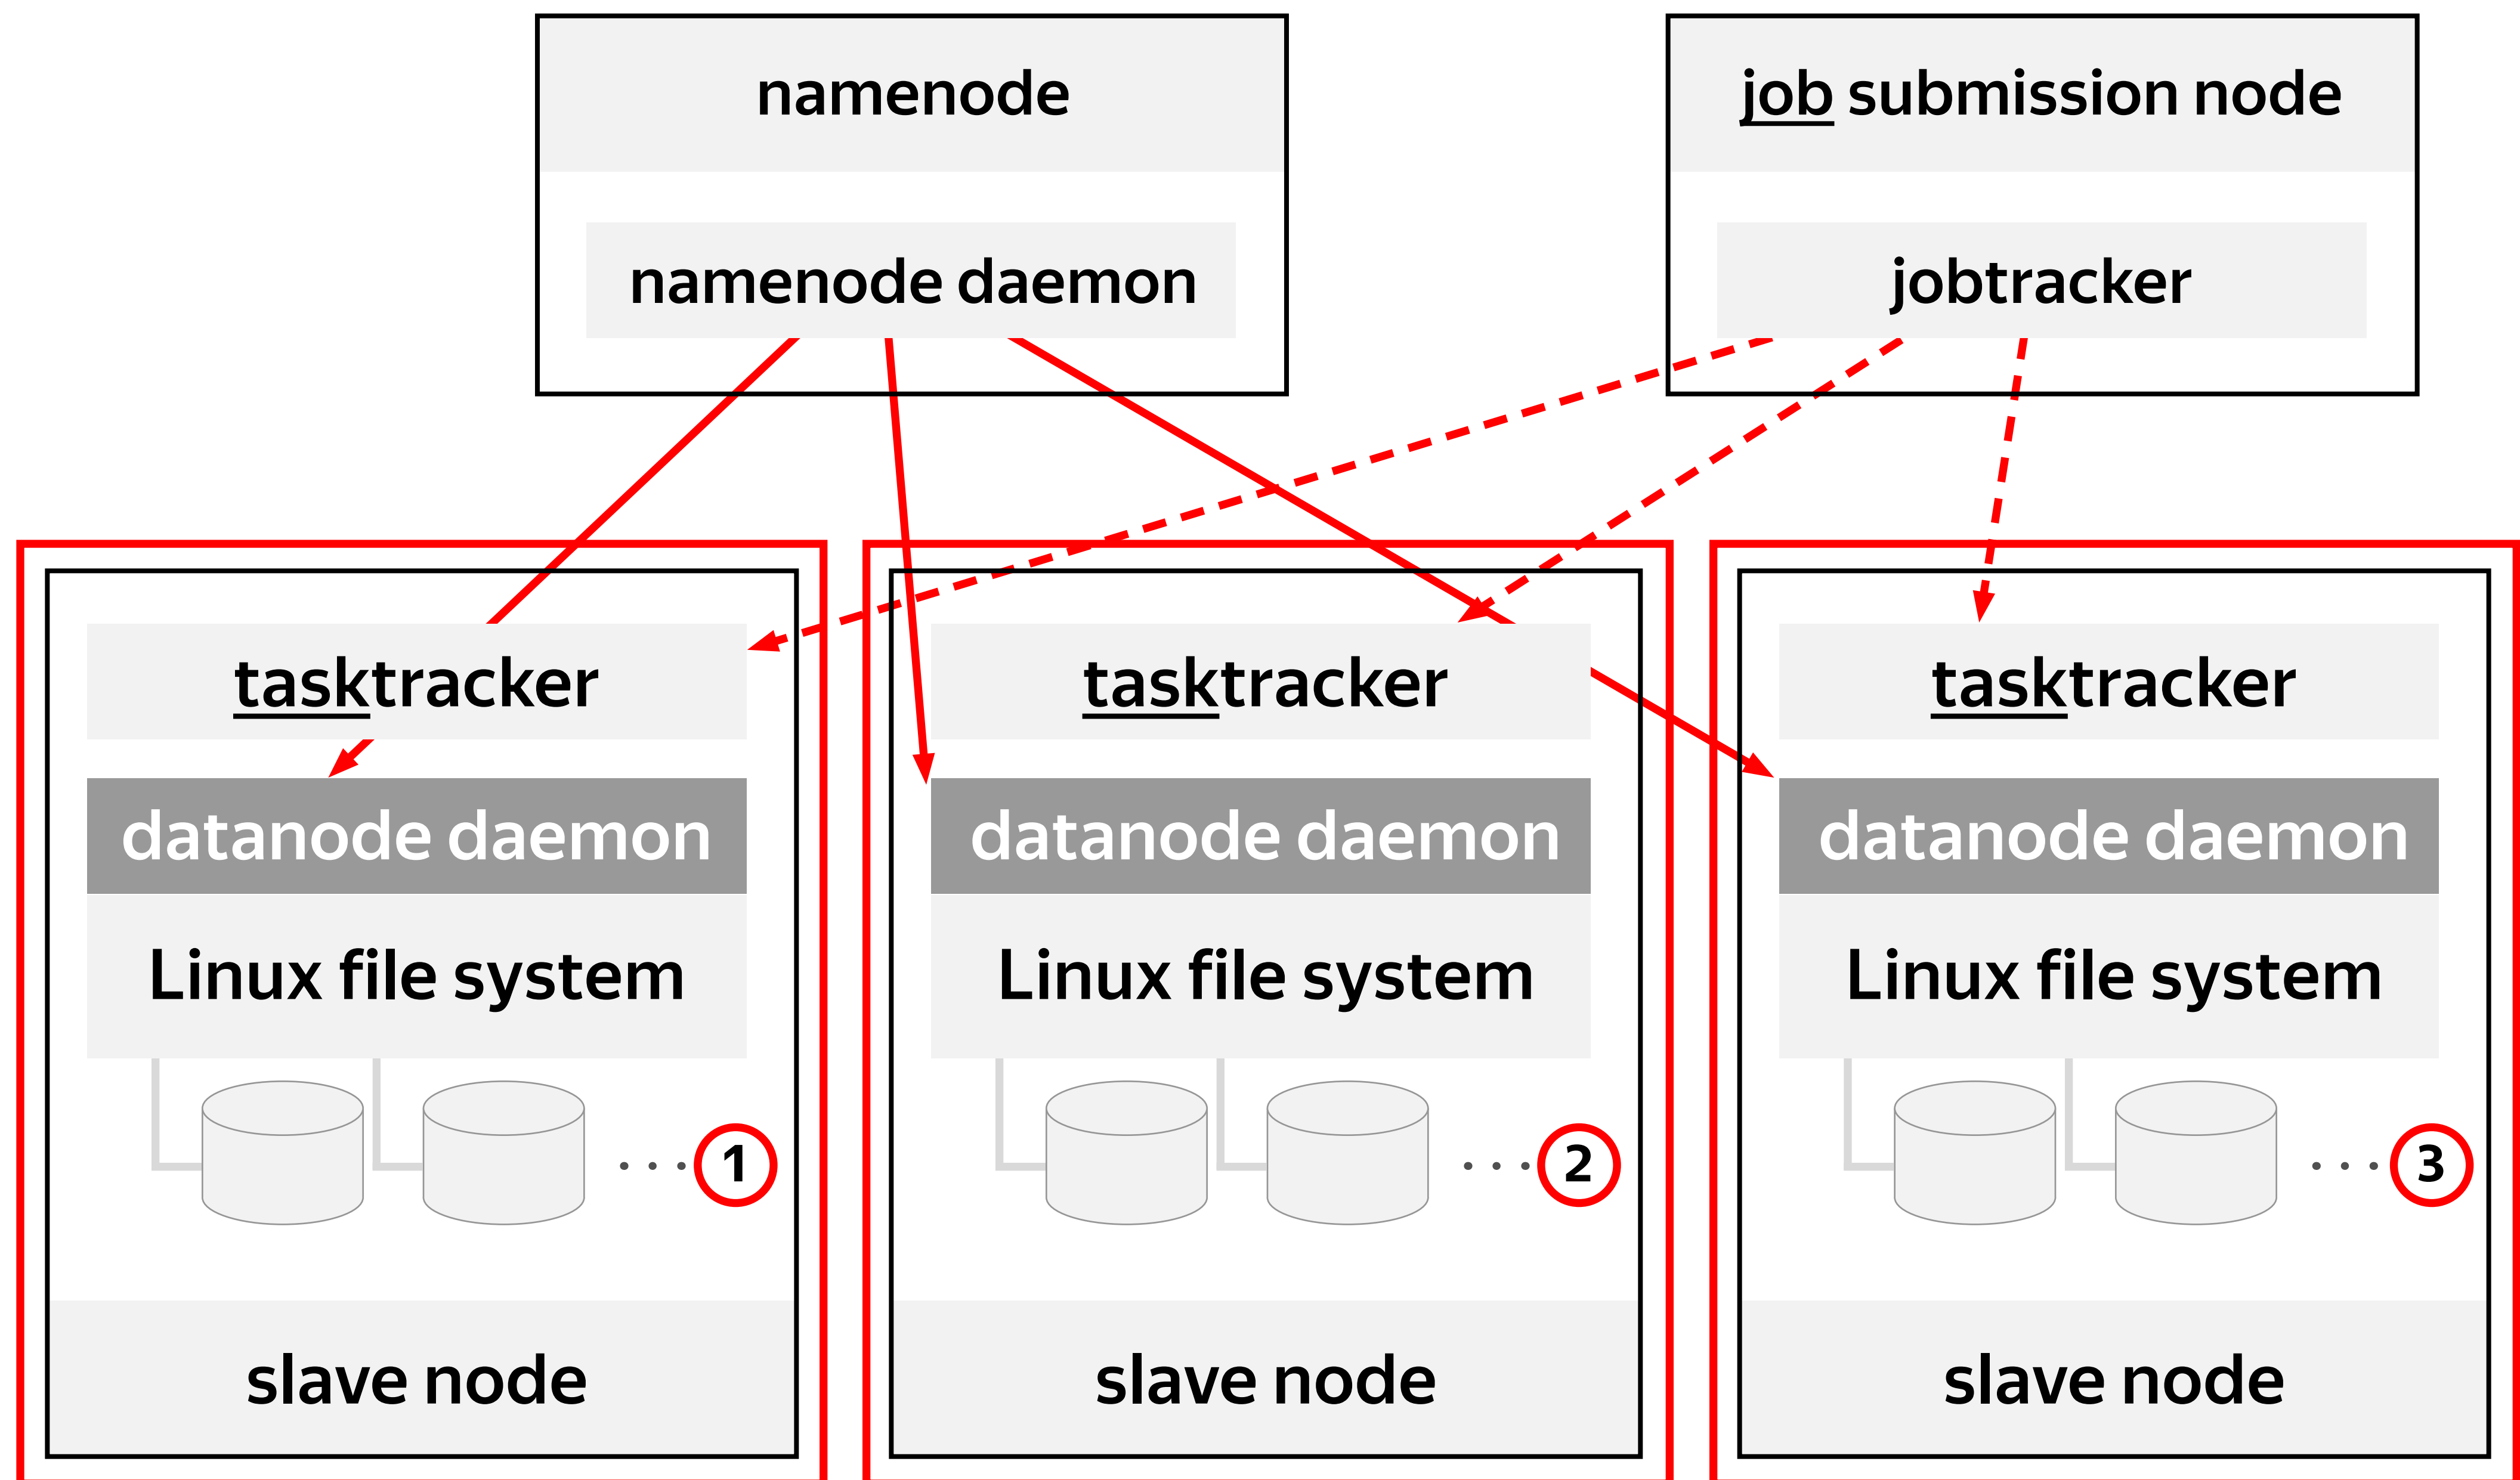 namenode
job submission node
namenode daemon
jobtracker
tasktracker
tasktracker
tasktracker
datanode daemon
datanode daemon
datanode daemon
Linux file system
Linux file system
Linux file system
1
2
3
slave node
slave node
slave node